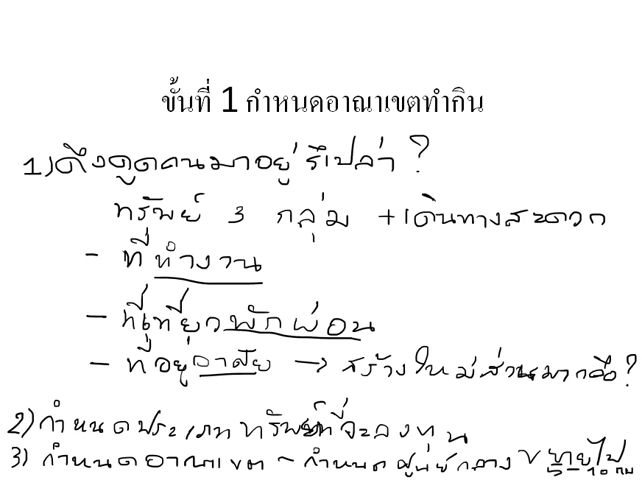 ขั้นที่ 1 กำหนดอาณาเขตทำกิน
1) ดึงดูดคนมาอยู่รึเปล่า?
ทรัพย์ 3 กลุ่ม + เดินทางสะดวก
- ที่ทำงาน
- ที่เที่ยวพักผ่อน
- ที่อยู่อาศัย → สร้างใหม่ส่วนมากคือ?
2) กำหนดประเภททรัพย์ที่จะลงทุน
3) กำหนดอาณาเขต - กำหนดศูนย์กลาง ขยายไป
5-10 กม